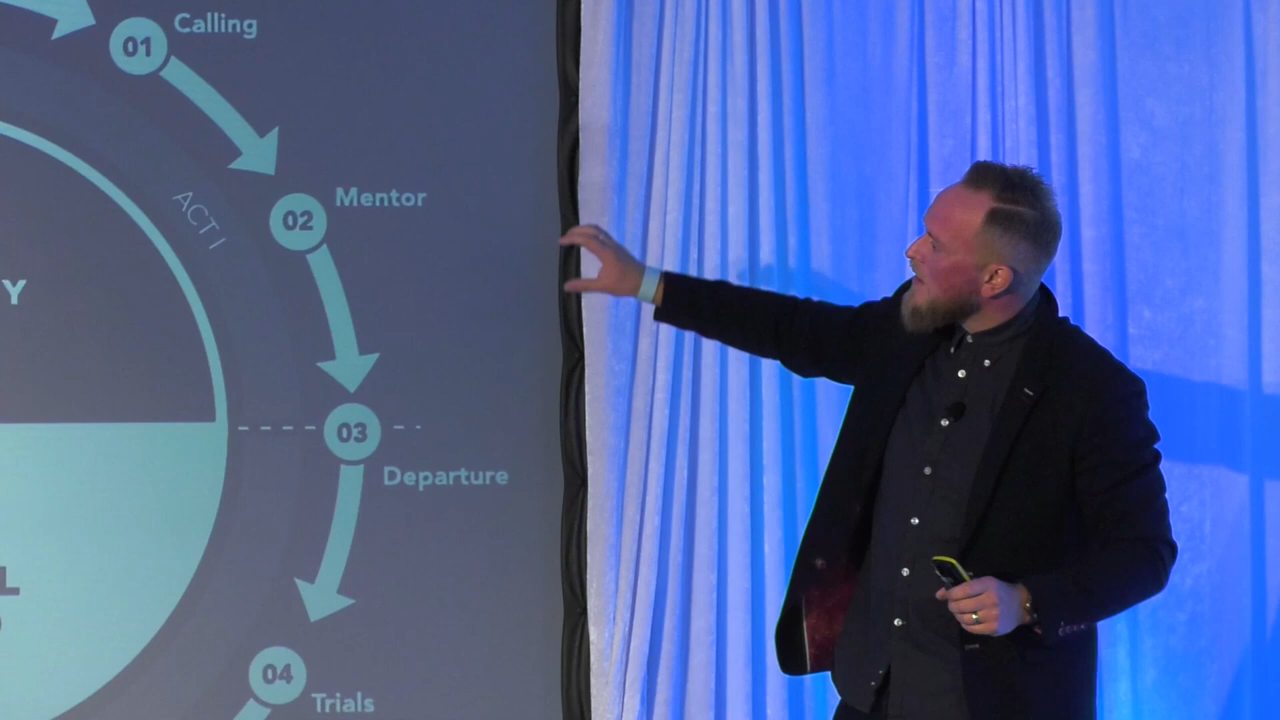 01
Calling
02
Mentor
ACT I
Y
03
Departure
L
04
Trials